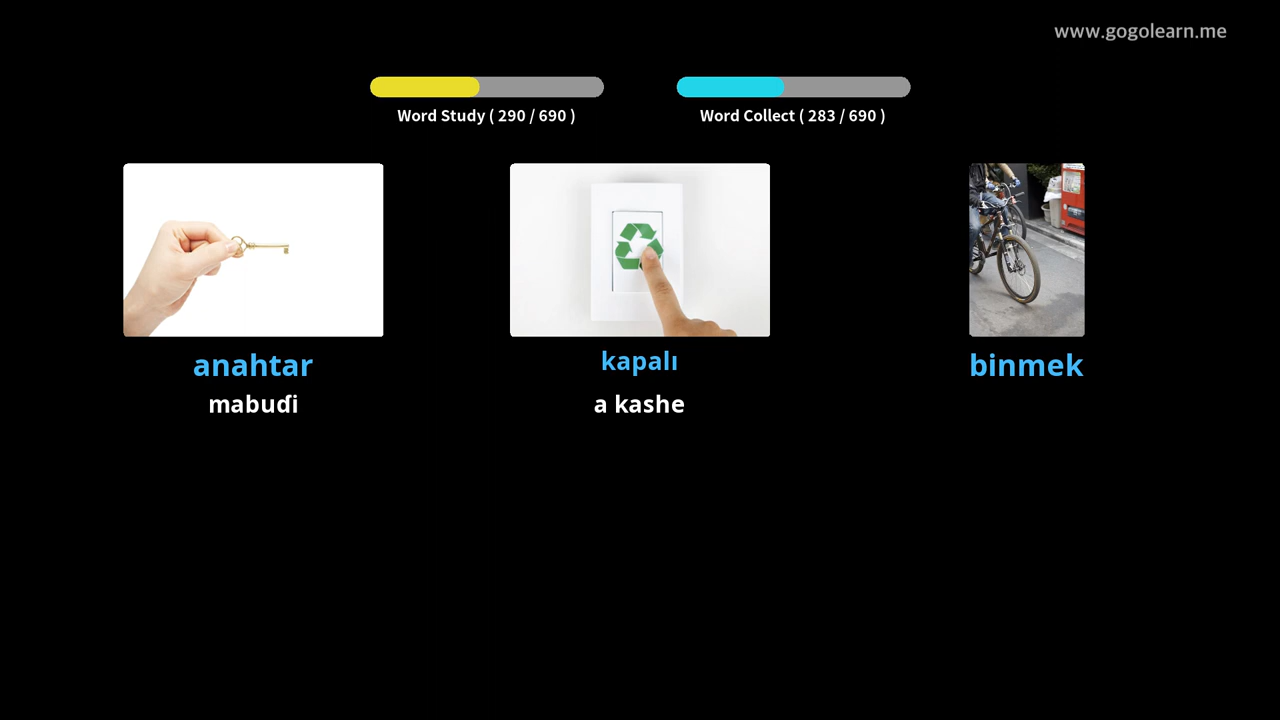 www.gogolearn.me
Word Study ( 290 / 690 )
Word Collect ( 283 / 690 )
anahtar
mabuɗi
kapalı
a kashe
binmek